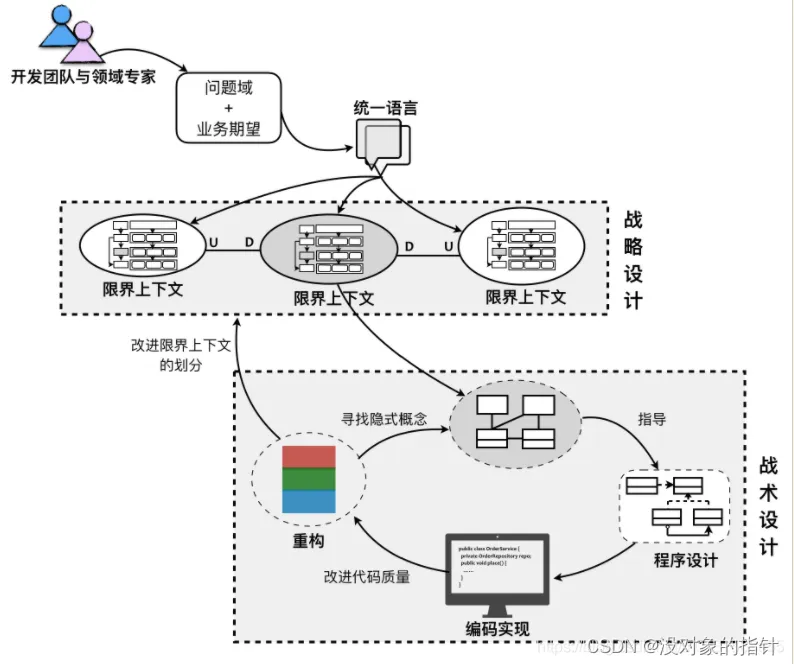 开发团队与领域专家
问题域
+
业务期望
统一语言
U
D
D
U
限界上下文
限界上下文
限界上下文
战略设计
改进限界上下文
的划分
寻找隐式概念
指导
重构
程序设计
战术设计
public class OrderService {
private OrderRepository repo;
public void place() {
......
}
}
改进代码质量
编码实现
CSDN @没对象的指针